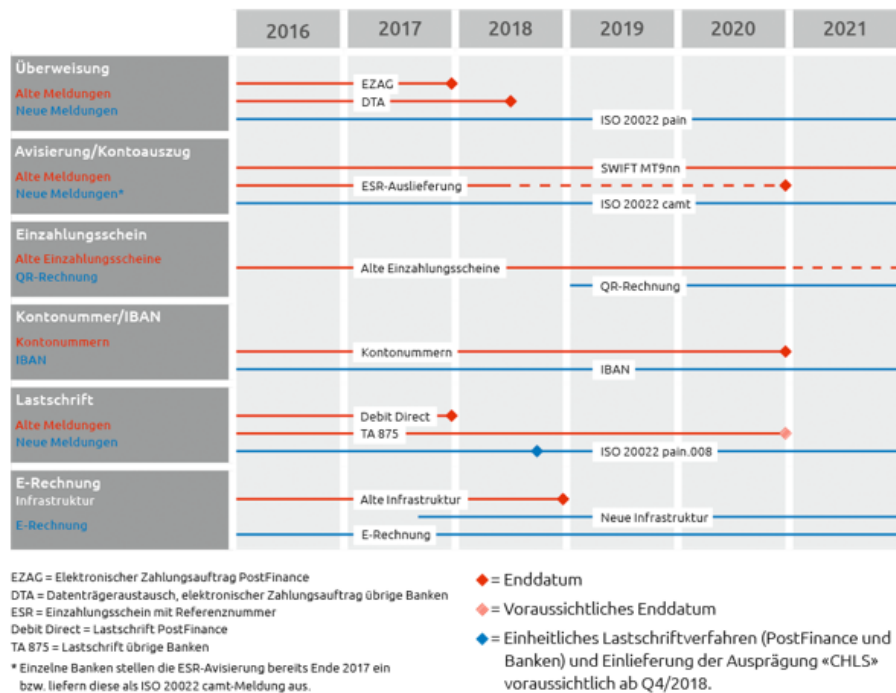 2016 2017 2018 2019 2020 2021
Überweisung
Alte Meldungen
Neue Meldungen
EZAG
DTA
ISO 20022 pain
Avisierung/Kontoauszug
Alte Meldungen
Neue Meldungen*
SWIFT MT9nn
ESR-Auslieferung
ISO 20022 camt
Einzahlungsschein
Alte Einzahlungsscheine
QR-Rechnung
Alte Einzahlungsscheine
QR-Rechnung
Kontonummer/IBAN
Kontonummern
IBAN
Kontonummern
IBAN
Lastschrift
Alte Meldungen
Neue Meldungen
Debit Direct
TA 875
ISO 20022 pain.008
E-Rechnung
Infrastruktur
E-Rechnung
Alte Infrastruktur
Neue Infrastruktur
E-Rechnung
EZAG = Elektronischer Zahlungsauftrag PostFinance
DTA = Datenträgeraustausch, elektronischer Zahlungsauftrag übrige Banken
ESR = Einzahlungsschein mit Referenznummer
Debit Direct = Lastschrift PostFinance
TA 875 = Lastschrift übrige Banken
* Einzelne Banken stellen die ESR-Avisierung bereits Ende 2017 ein
bzw. liefern diese als ISO 20022 camt-Meldung aus.
= Enddatum
= Voraussichtliches Enddatum
= Einheitliches Lastschriftverfahren (PostFinance und
Banken) und Einlieferung der Ausprägung «CHLS»
voraussichtlich ab Q4/2018.